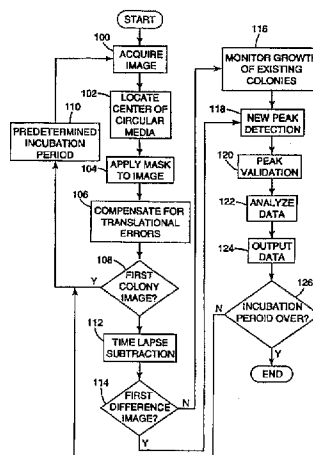 START
100
ACQUIRE
IMAGE
102
LOCATE
CENTER OF
CIRCULAR
MEDIA
110
PREDETERMINED
INCUBATION
PERIOD
104
APPLY MASK
TO IMAGE
106
COMPENSATE FOR
TRANSLATIONAL
ERRORS
108
FIRST
COLONY
IMAGE?
Y
N
112
TIME LAPSE
SUBTRACTION
114
FIRST
DIFFERENCE
IMAGE?
N
Y
116
MONITOR GROWTH
OF EXISTING
COLONIES
118
NEW PEAK
DETECTION
120
PEAK
VALIDATION
122
ANALYZE
DATA
124
OUTPUT
DATA
126
INCUBATION
PEROID OVER?
N
Y
END